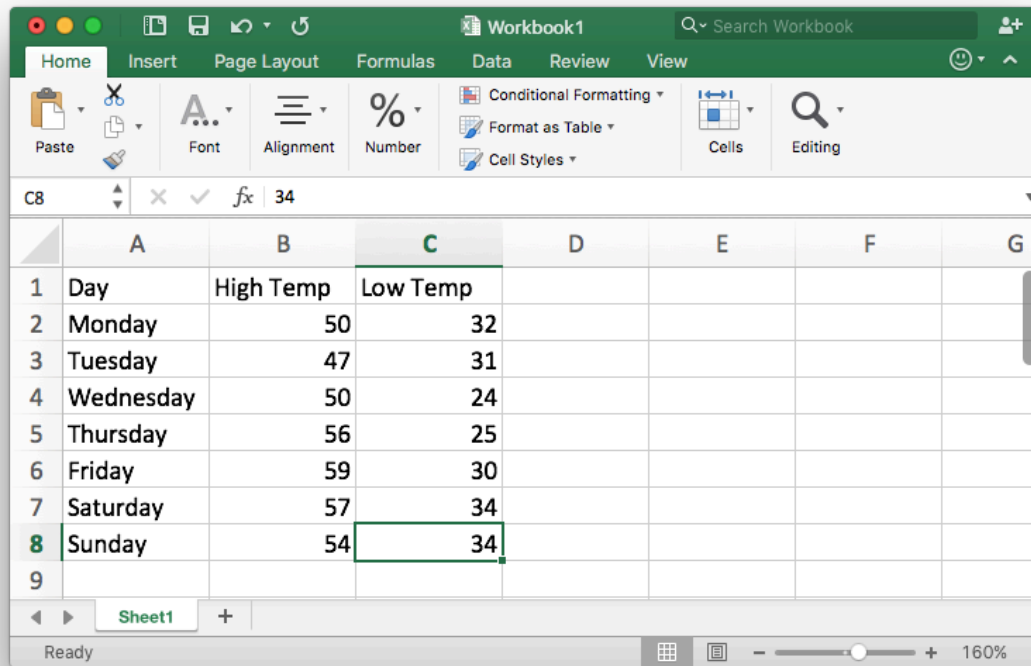 Workbook1
Search Workbook
Home Insert Page Layout Formulas Data Review View
Paste
Font
Alignment
%
Number
Conditional Formatting
Format as Table
Cell Styles
Cells
Editing
C8 fx 34
A B C D E F G
1 Day High Temp Low Temp
2 Monday 50 32
3 Tuesday 47 31
4 Wednesday 50 24
5 Thursday 56 25
6 Friday 59 30
7 Saturday 57 34
8 Sunday 54 34
9
Sheet1 +
Ready − + 160%